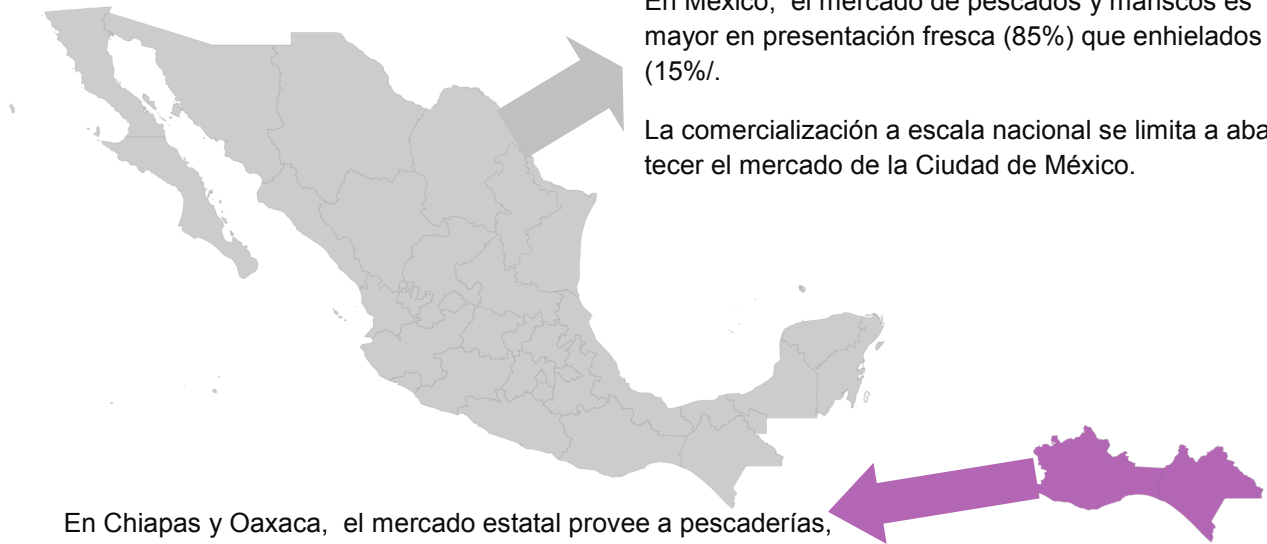 En México, el mercado de pescados y mariscos es
mayor en presentación fresca (85%) que enhielados
(15%/.
La comercialización a escala nacional se limita a aba
tecer el mercado de la Ciudad de México.
En Chiapas y Oaxaca, el mercado estatal provee a pescaderías,